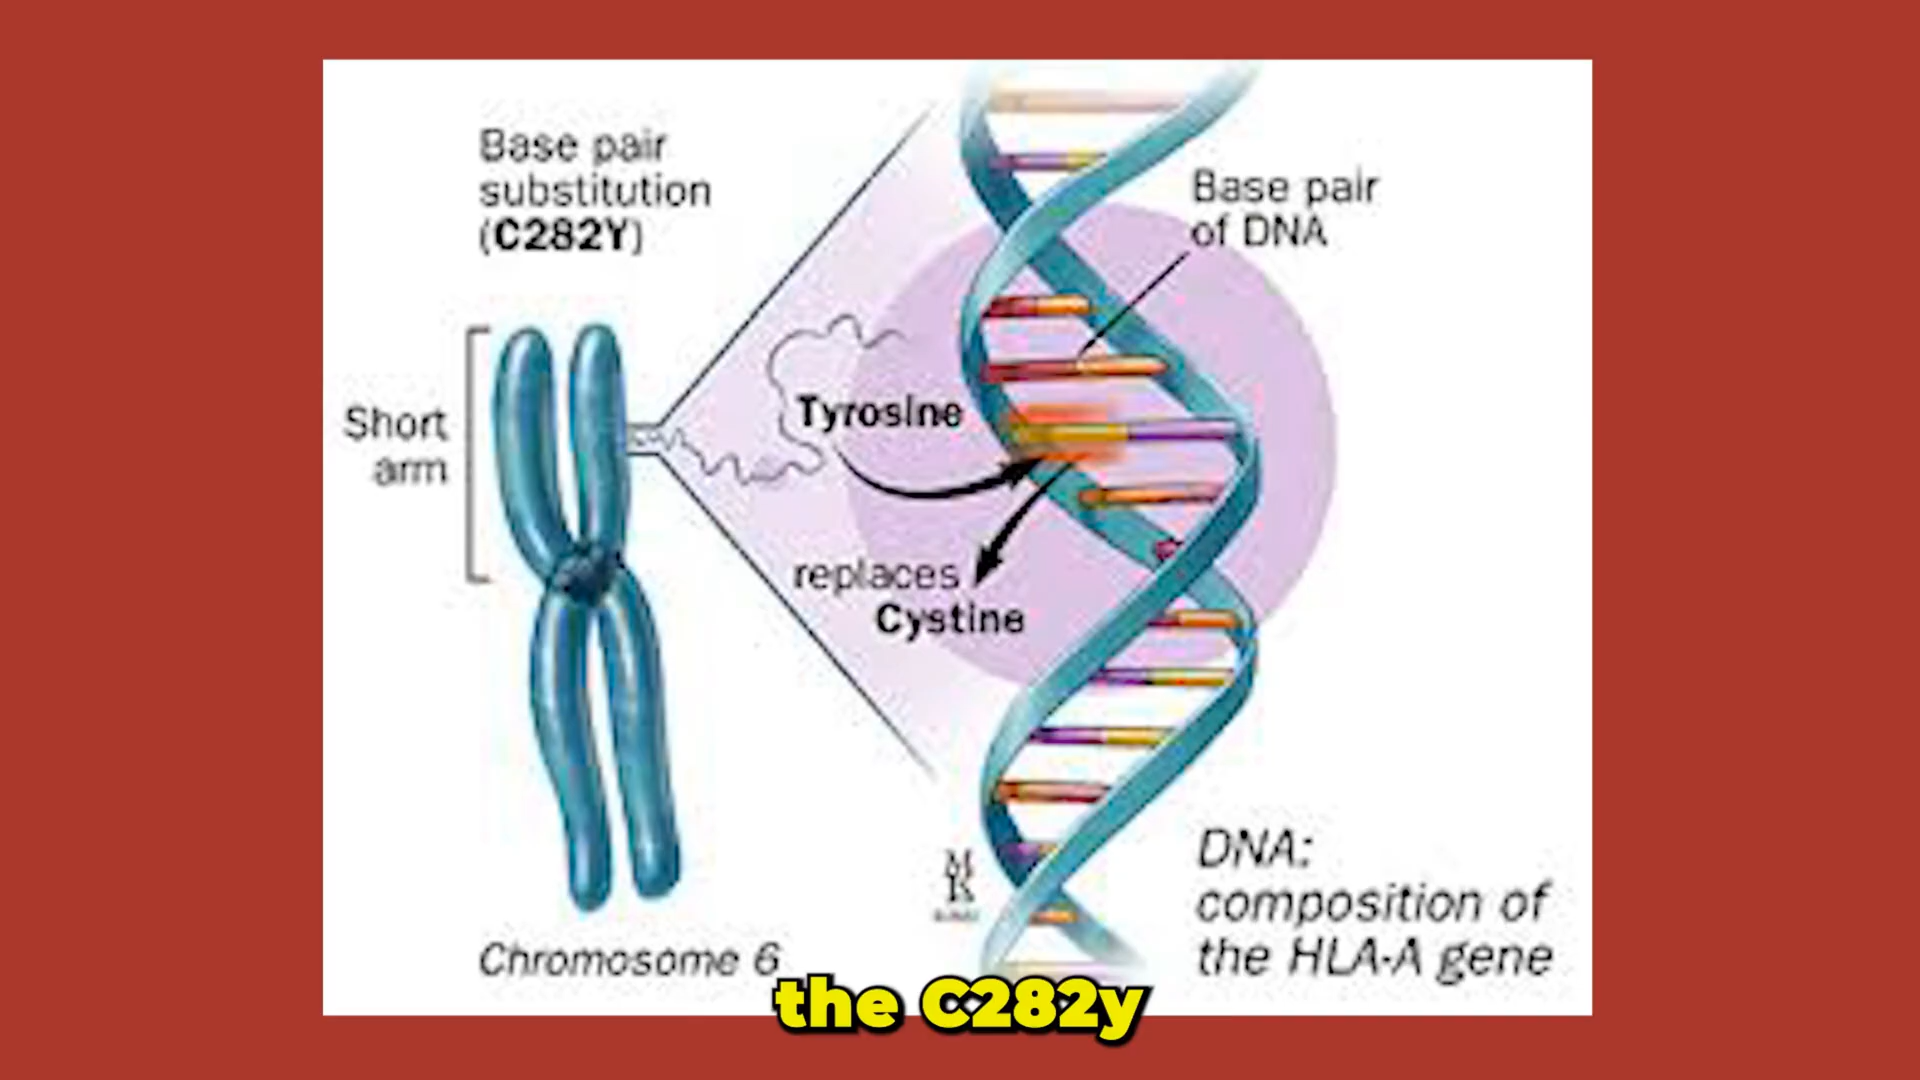 Base pair
substitution
(C282Y)
Base pair
of DNA
Short
arm
Tyrosine
replaces
Cystine
Chromosome 6
DNA:
composition of
the HLA-A gene
the C282y